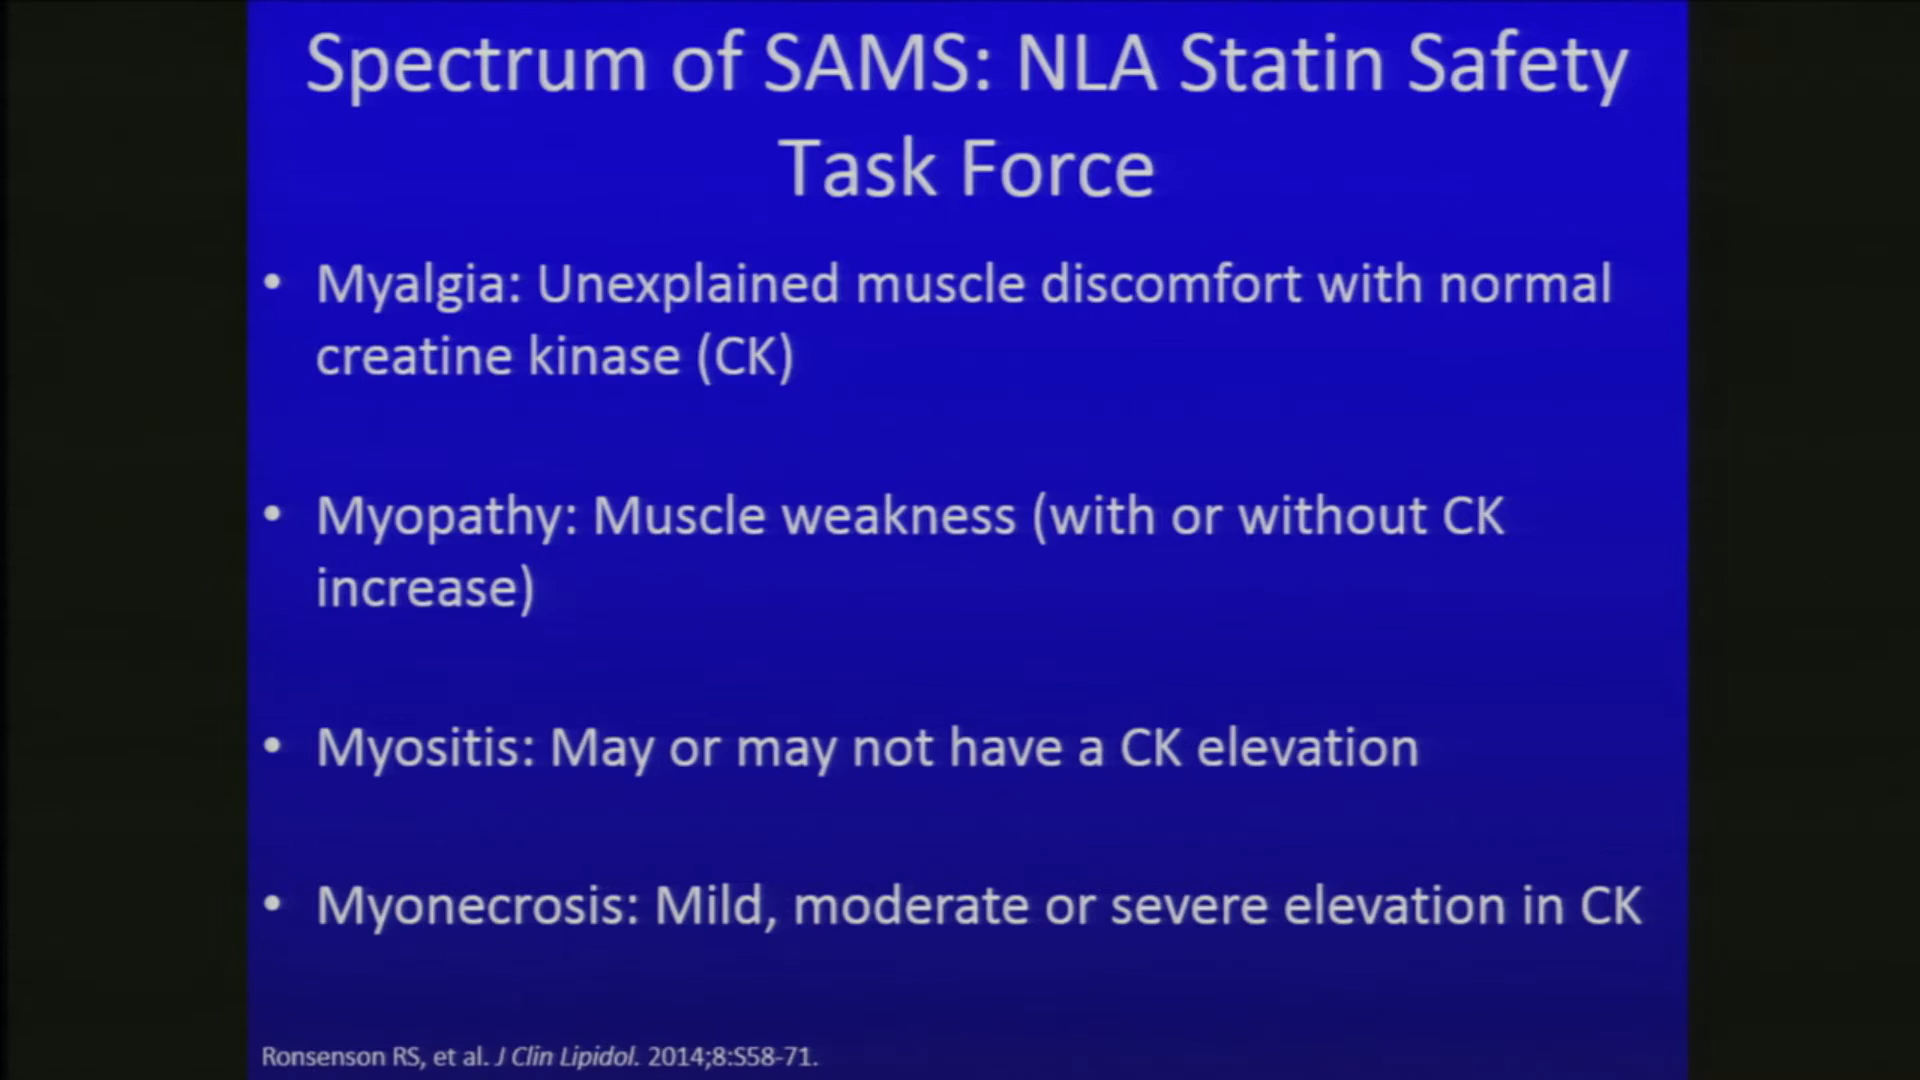 Spectrum of SAMS: NLA Statin Safety
Task Force
• Myalgia: Unexplained muscle discomfort with normal
creatine kinase (CK)
• Myopathy: Muscle weakness (with or without CK
increase)
• Myositis: May or may not have a CK elevation
• Myonecrosis: Mild, moderate or severe elevation in CK
Ronsenson RS, et al. J Clin Lipidol. 2014;8:S58-71.